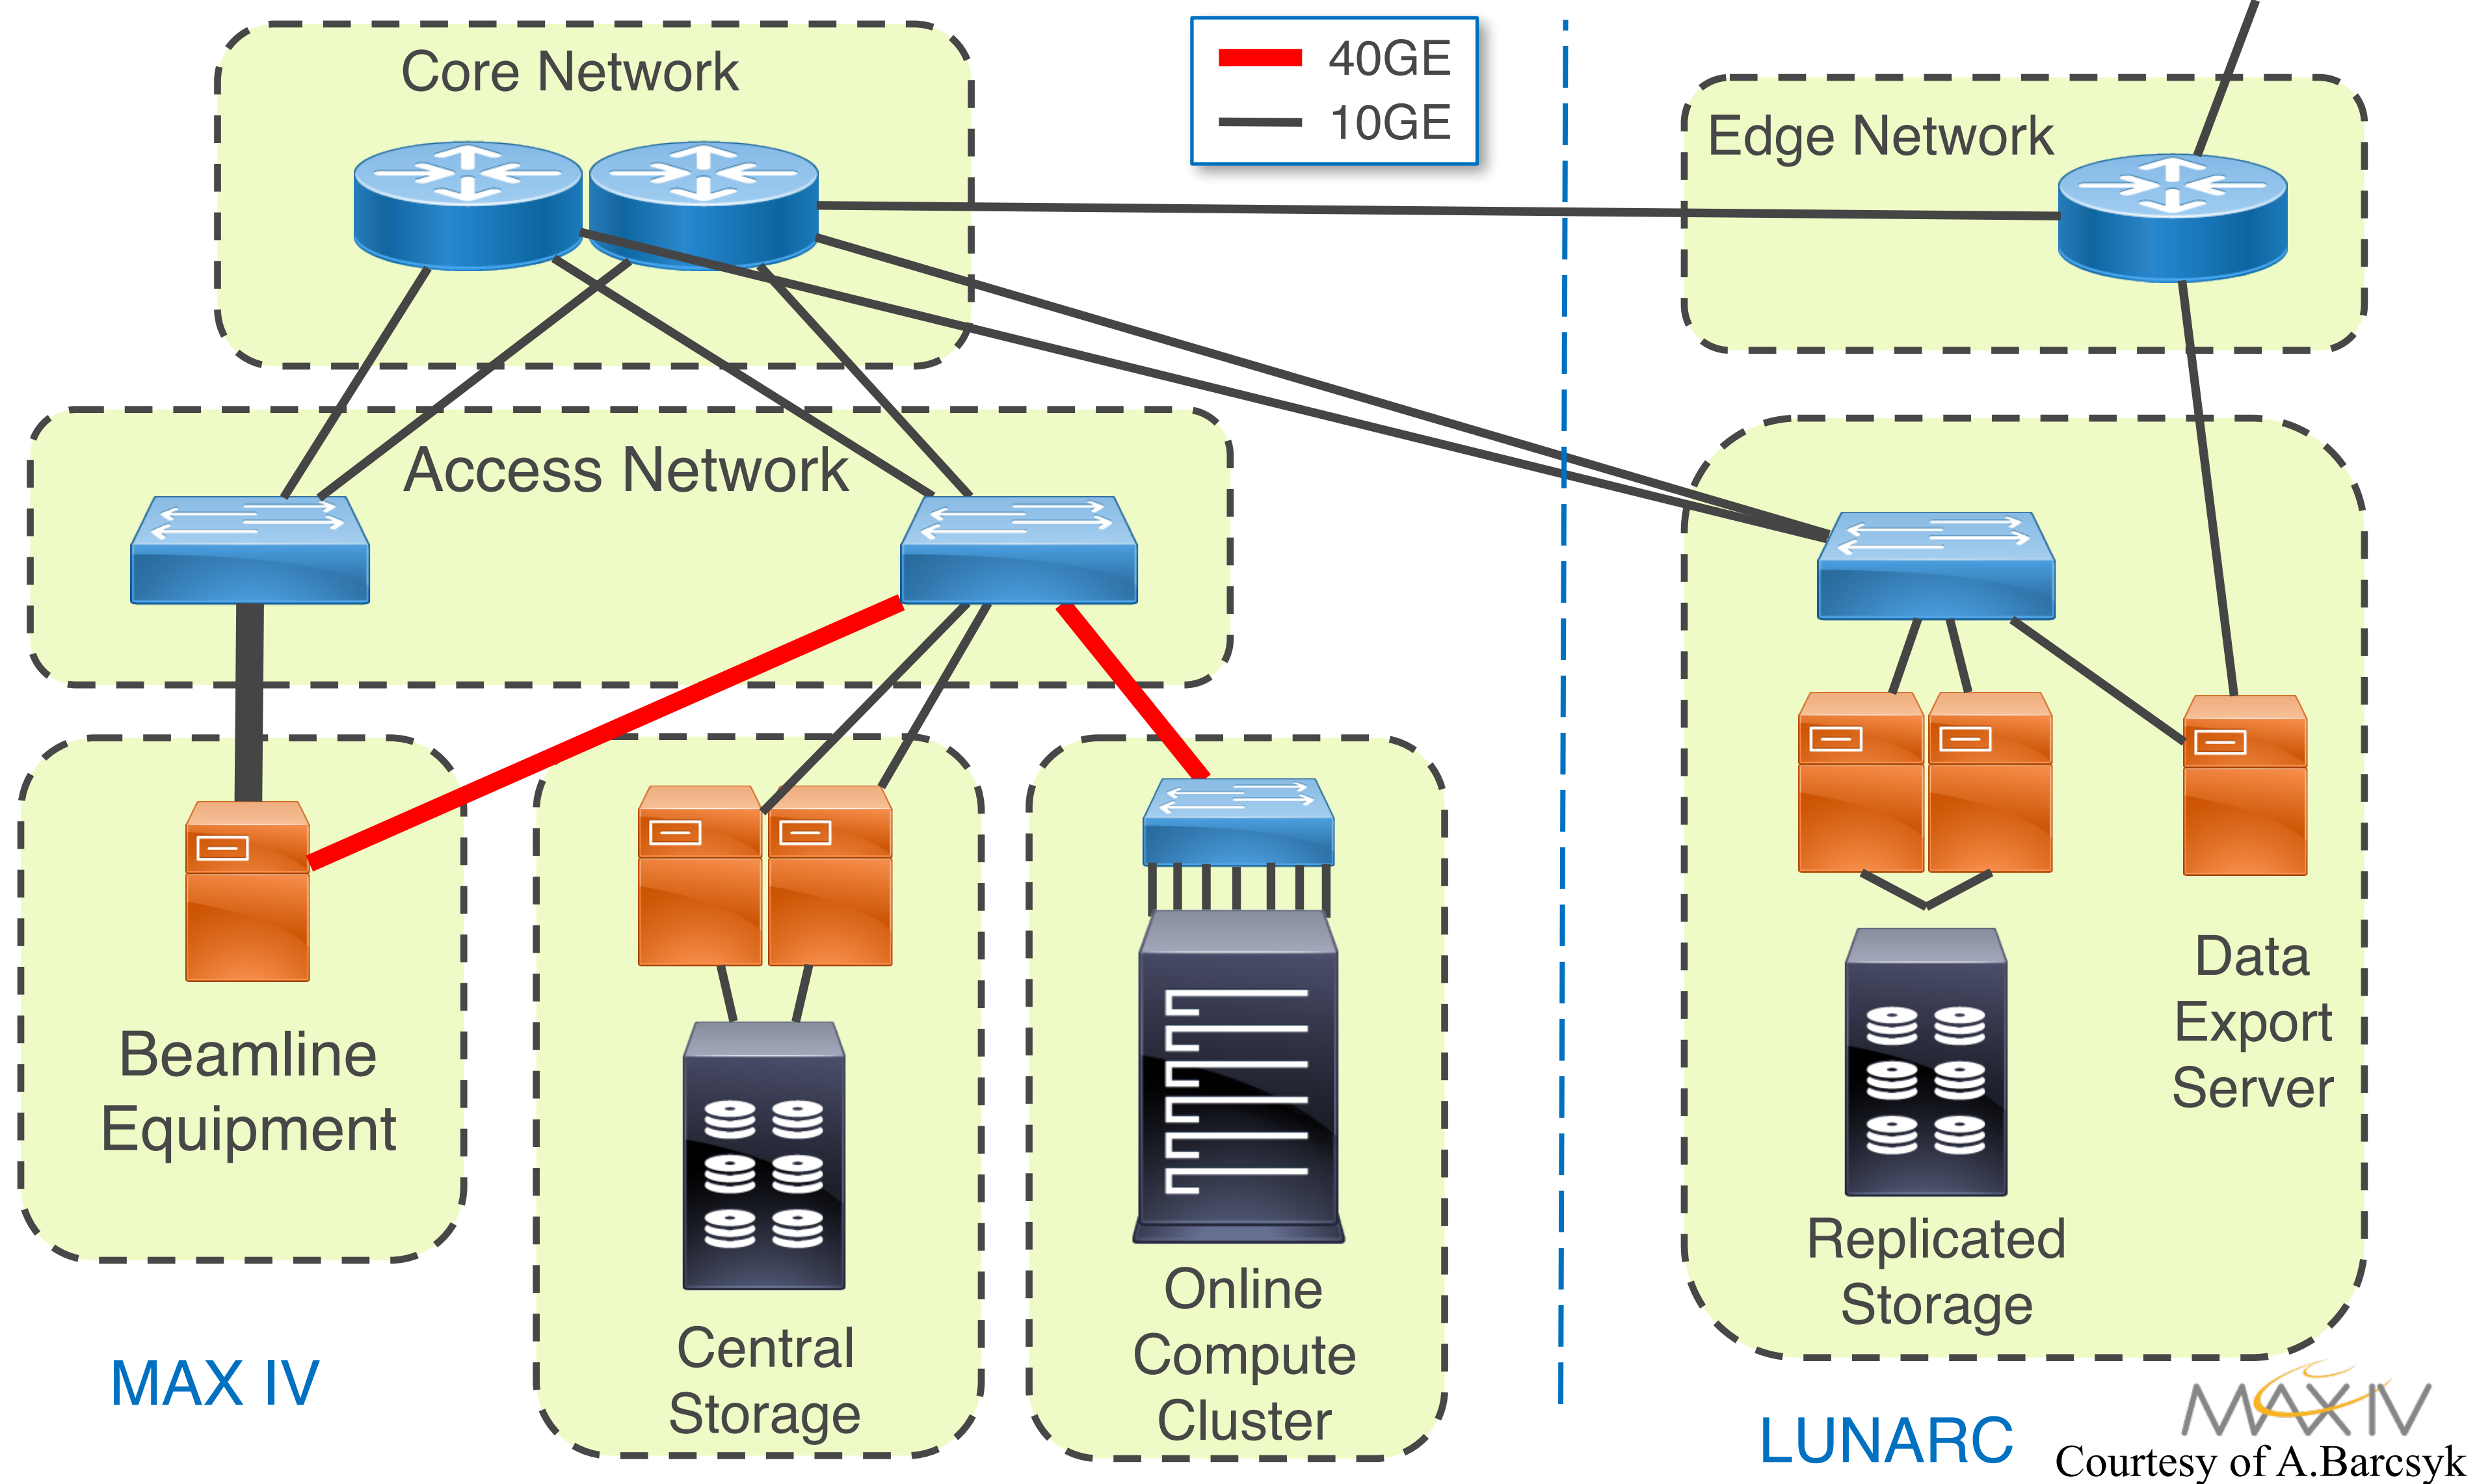 Core Network
40GE
10GE
Edge Network
Access Network
Beamline
Equipment
Central
Storage
Online
Compute
Cluster
Data
Export
Server
Replicated
Storage
MAX IV
LUNARC
MAX IV
Courtesy of A.Barcsyk